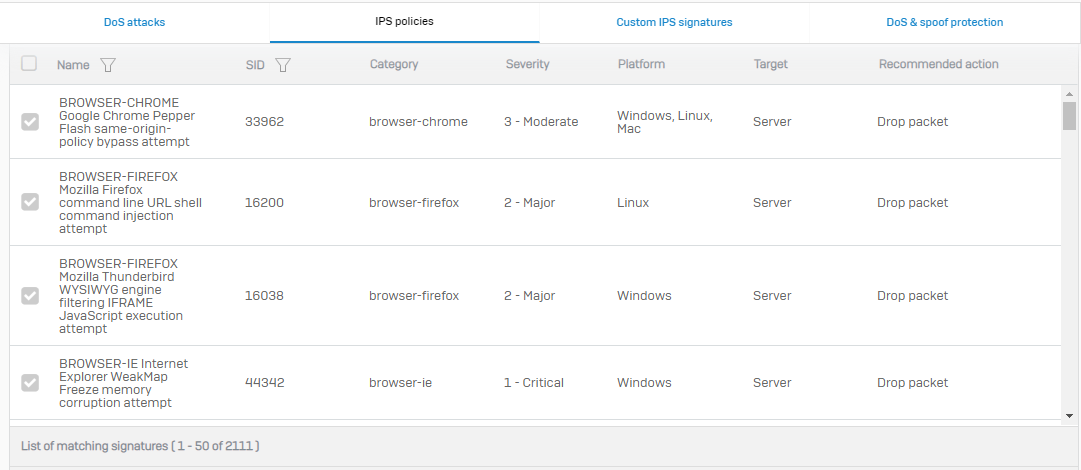 DoS attacks IPS policies Custom IPS signatures DoS & spoof protection
Name SID Category Severity Platform Target Recommended action
BROWSER-CHROME
Google Chrome Pepper
Flash same-origin-
policy bypass attempt
33962 browser-chrome 3 - Moderate
Windows, Linux,
Mac
Server Drop packet
BROWSER-FIREFOX
Mozilla Firefox
command line URL shell
command injection
attempt
16200 browser-firefox 2 - Major Linux Server Drop packet
BROWSER-FIREFOX
Mozilla Thunderbird
WYSIWYG engine
filtering IFRAME
JavaScript execution
attempt
16038 browser-firefox 2 - Major Windows Server Drop packet
BROWSER-IE Internet
Explorer WeakMap
Freeze memory
corruption attempt
44342 browser-ie 1 - Critical Windows Server Drop packet
List of matching signatures ( 1 - 50 of 2111 )